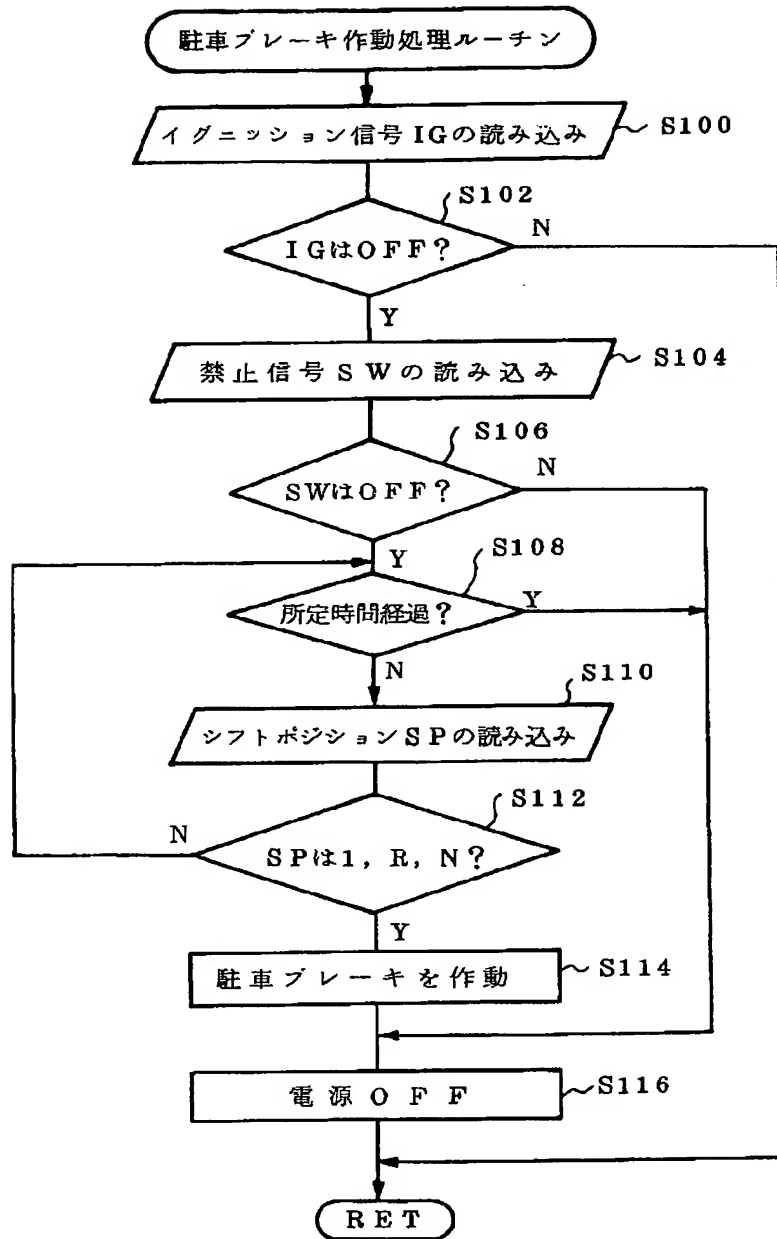 駐車ブレーキ作動処理ルーチン
イグニッション信号IGの読み込み
S100
S102
IGはOFF?
N
Y
禁止信号SWの読み込み
S104
S106
SWはOFF?
N
Y
S108
所定時間経過?
Y
N
S110
シフトポジションSPの読み込み
S112
SPは1, R, N?
N
Y
駐車ブレーキを作動
S114
電源OFF
S116
RET